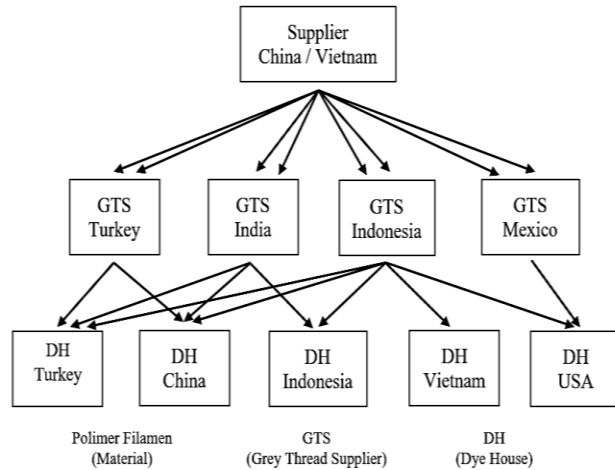 Supplier
China / Vietnam
GTS
Turkey
GTS
India
GTS
Indonesia
GTS
Mexico
DH
Turkey
DH
China
DH
Indonesia
DH
Vietnam
DH
USA
Polimer Filamen
(Material)
GTS
(Grey Thread Supplier)
DH
(Dye House)